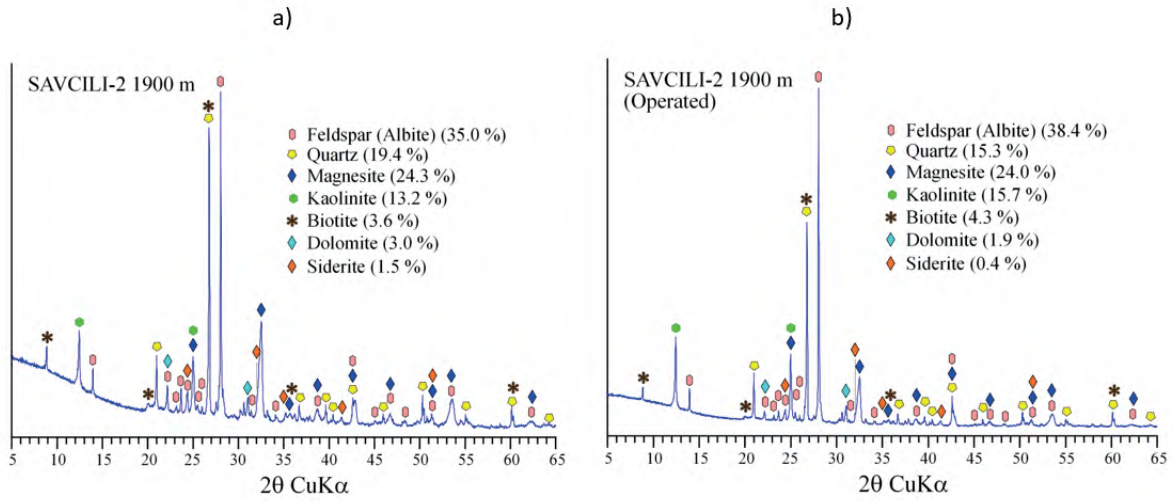 a)
SAVCILI-2 1900 m
Feldspar (Albite) (35.0 %)
Quartz (19.4 %)
Magnesite (24.3 %)
Kaolinite (13.2 %)
Biotite (3.6 %)
Dolomite (3.0 %)
Siderite (1.5 %)
5 10 15 20 25 30 35 40 45 50 55 60 65
2θ CuKα
b)
SAVCILI-2 1900 m
(Operated)
Feldspar (Albite) (38.4 %)
Quartz (15.3 %)
Magnesite (24.0 %)
Kaolinite (15.7 %)
Biotite (4.3 %)
Dolomite (1.9 %)
Siderite (0.4 %)
5 10 15 20 25 30 35 40 45 50 55 60 65
2θ CuKα